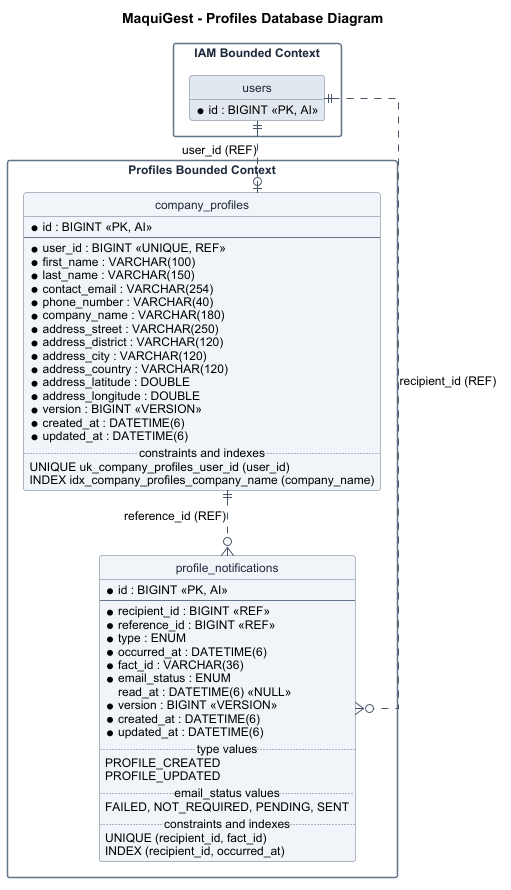 MaquiGest - Profiles Database Diagram
IAM Bounded Context
users
id : BIGINT «PK, AI»
user_id (REF)
Profiles Bounded Context
company_profiles
id : BIGINT «PK, AI»
user_id : BIGINT «UNIQUE, REF»
first_name : VARCHAR(100)
last_name : VARCHAR(150)
contact_email : VARCHAR(254)
phone_number : VARCHAR(40)
company_name : VARCHAR(180)
address_street : VARCHAR(250)
address_district : VARCHAR(120)
address_city : VARCHAR(120)
address_country : VARCHAR(120)
address_latitude : DOUBLE
address_longitude : DOUBLE
version : BIGINT «VERSION»
created_at : DATETIME(6)
updated_at : DATETIME(6)
constraints and indexes
UNIQUE uk_company_profiles_user_id (user_id)
INDEX idx_company_profiles_company_name (company_name)
recipient_id (REF)
reference_id (REF)
profile_notifications
id : BIGINT «PK, AI»
recipient_id : BIGINT «REF»
reference_id : BIGINT «REF»
type : ENUM
occurred_at : DATETIME(6)
fact_id : VARCHAR(36)
email_status : ENUM
read_at : DATETIME(6) «NULL»
version : BIGINT «VERSION»
created_at : DATETIME(6)
updated_at : DATETIME(6)
type values
PROFILE_CREATED
PROFILE_UPDATED
email_status values
FAILED, NOT_REQUIRED, PENDING, SENT
constraints and indexes
UNIQUE (recipient_id, fact_id)
INDEX (recipient_id, occurred_at)